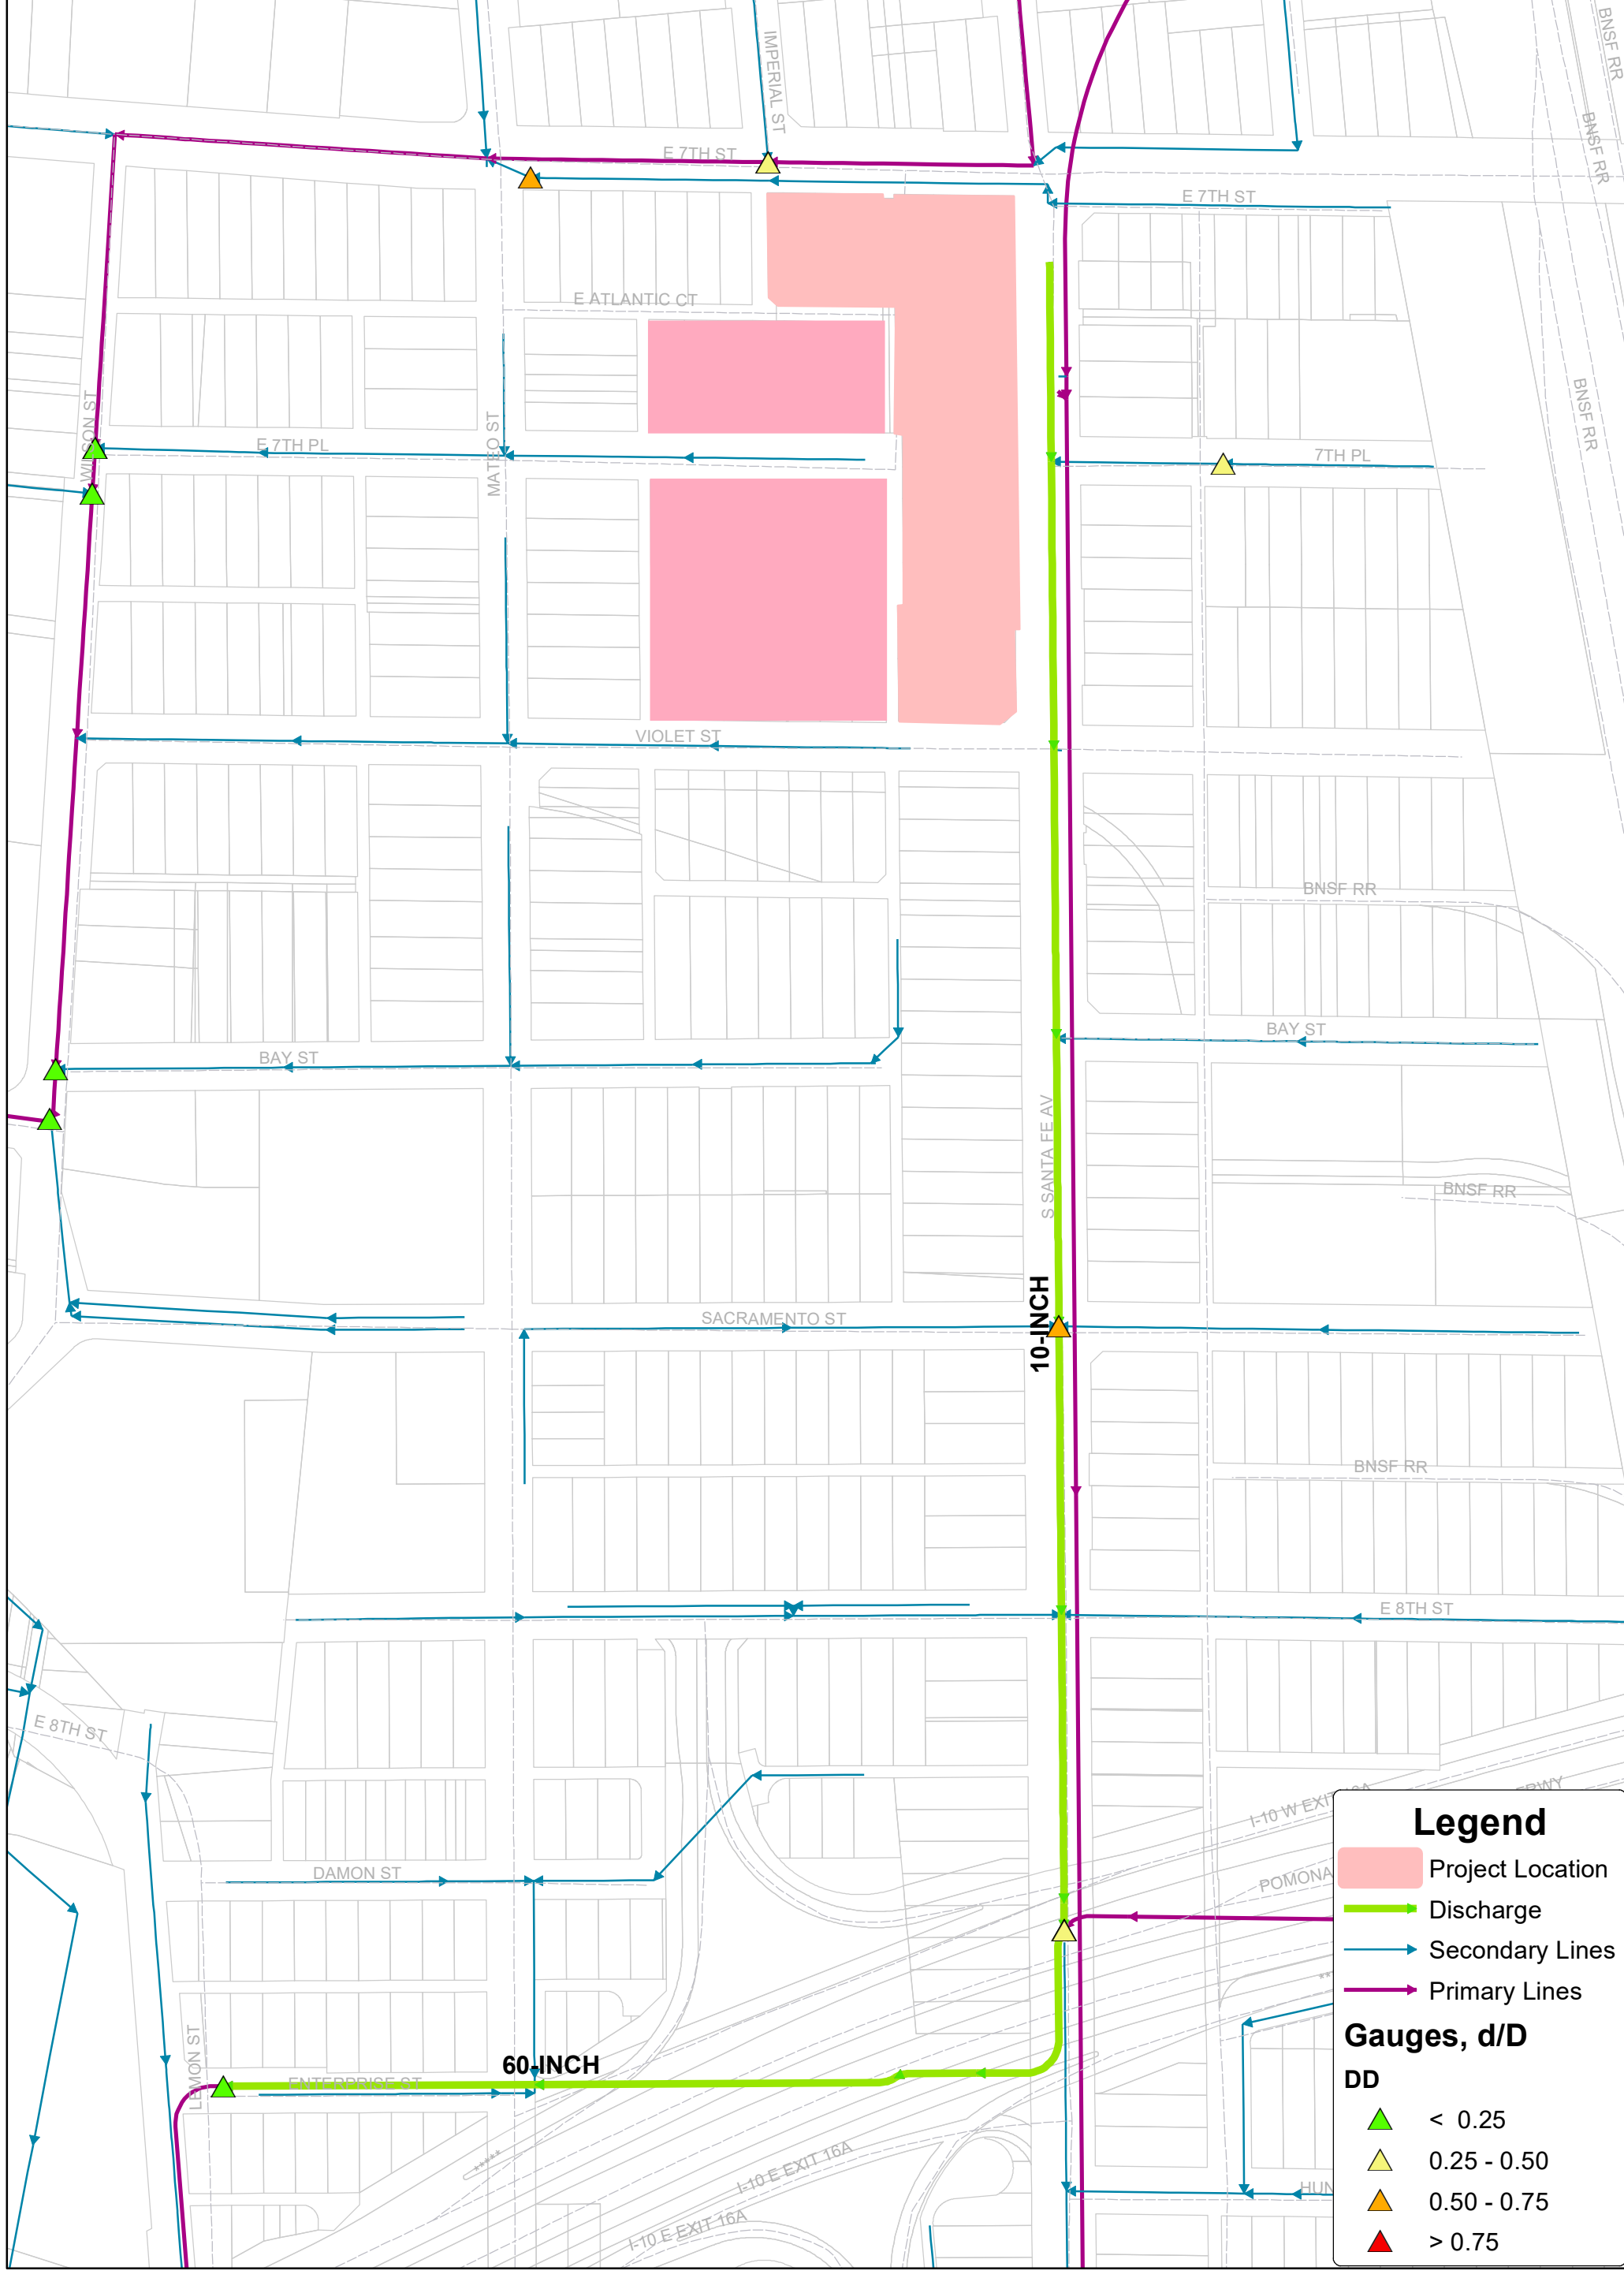 BNSF RR
IMPERIAL ST
BNSF RR
E 7TH ST
E 7TH ST
E ATLANTIC CT
BNSF RR
WILSON ST
MATEO ST
E 7TH PL
7TH PL
VIOLET ST
BNSF RR
BAY ST
BAY ST
S SANTA FE AV
BNSF RR
10-INCH
SACRAMENTO ST
BNSF RR
E 8TH ST
E 8TH ST
I-10 W EXIT
FRWY
POMONA
DAMON ST
LEMON ST
60-INCH
ENTERPRISE ST
*****
I-10 E EXIT 16A
I-10 E EXIT 16A
HUN
Legend
Project Location
Discharge
Secondary Lines
Primary Lines
Gauges, d/D
DD
< 0.25
0.25 - 0.50
0.50 - 0.75
> 0.75